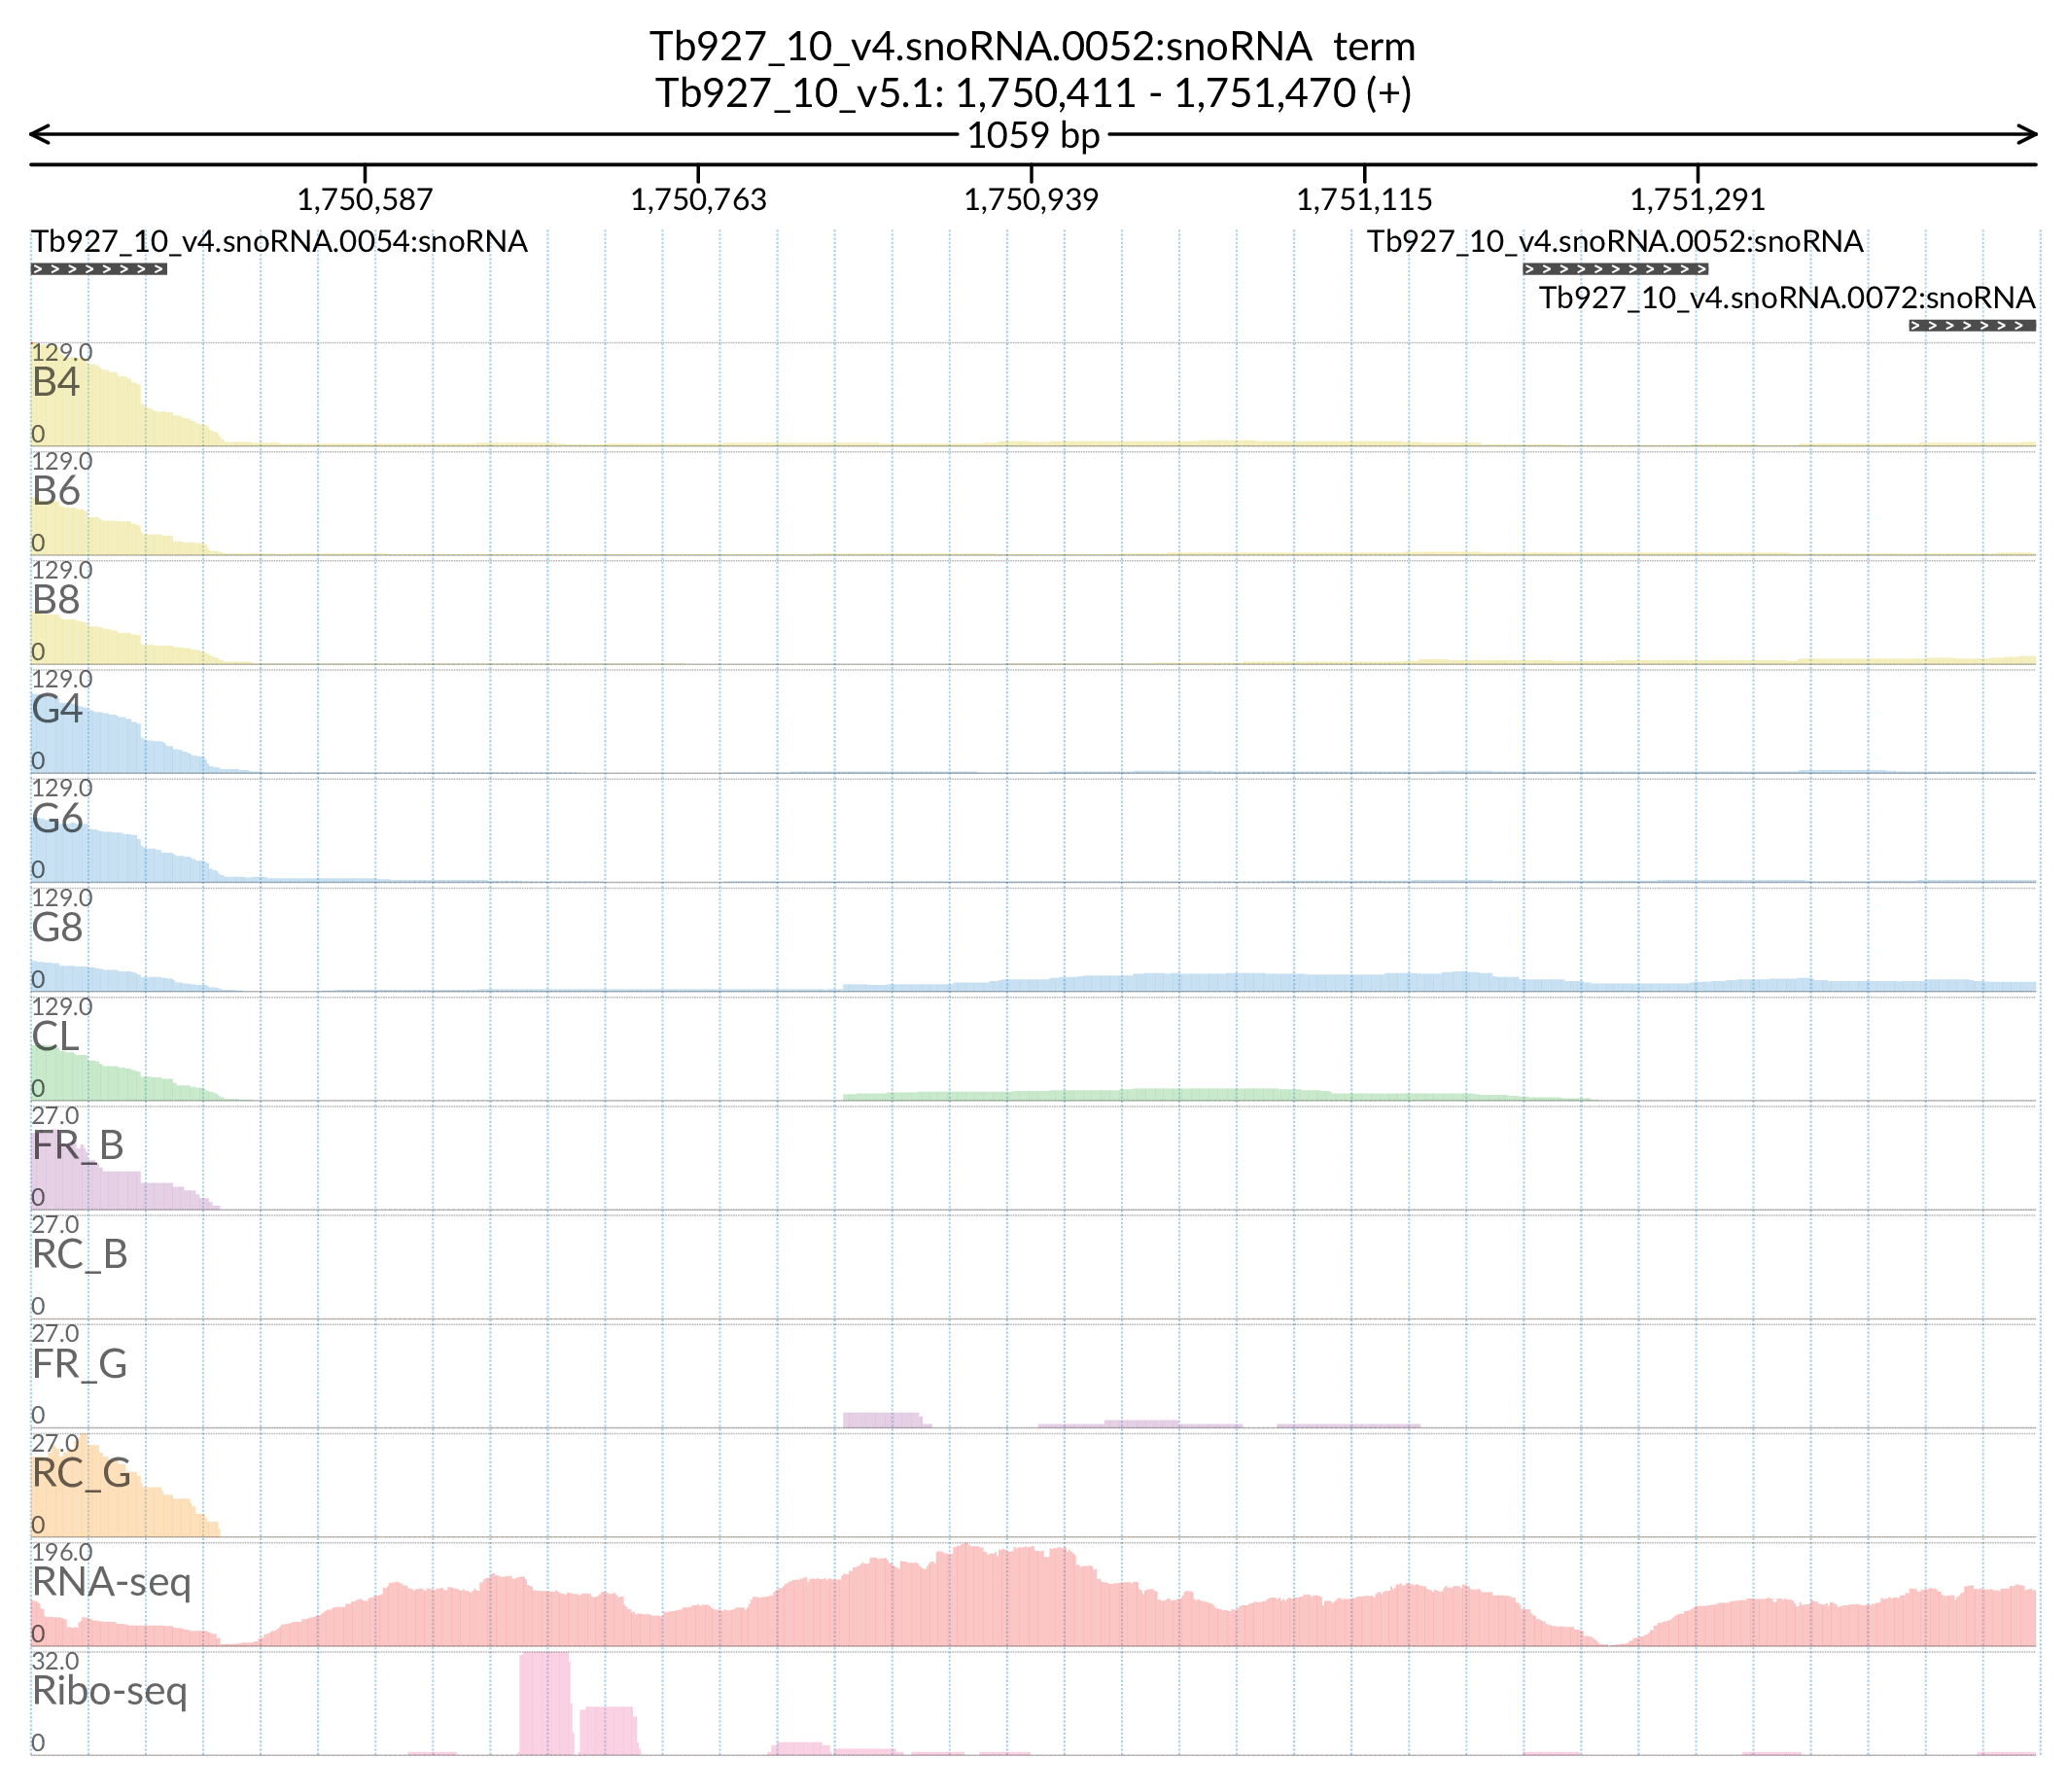 Tb927_10_v4.snoRNA.0052:snoRNA term
Tb927_10_v5.1: 1,750,411 - 1,751,470 (+)
1059 bp
1,750,587 1,750,763 1,750,939 1,751,115 1,751,291
Tb927_10_v4.snoRNA.0054:snoRNA Tb927_10_v4.snoRNA.0052:snoRNA
Tb927_10_v4.snoRNA.0072:snoRNA
129.0
B4
0
129.0
B6
0
129.0
B8
0
129.0
G4
0
129.0
G6
0
129.0
G8
0
129.0
CL
0
27.0
FR_B
0
27.0
RC_B
0
27.0
FR_G
0
27.0
RC_G
0
196.0
RNA-seq
0
32.0
Ribo-seq
0